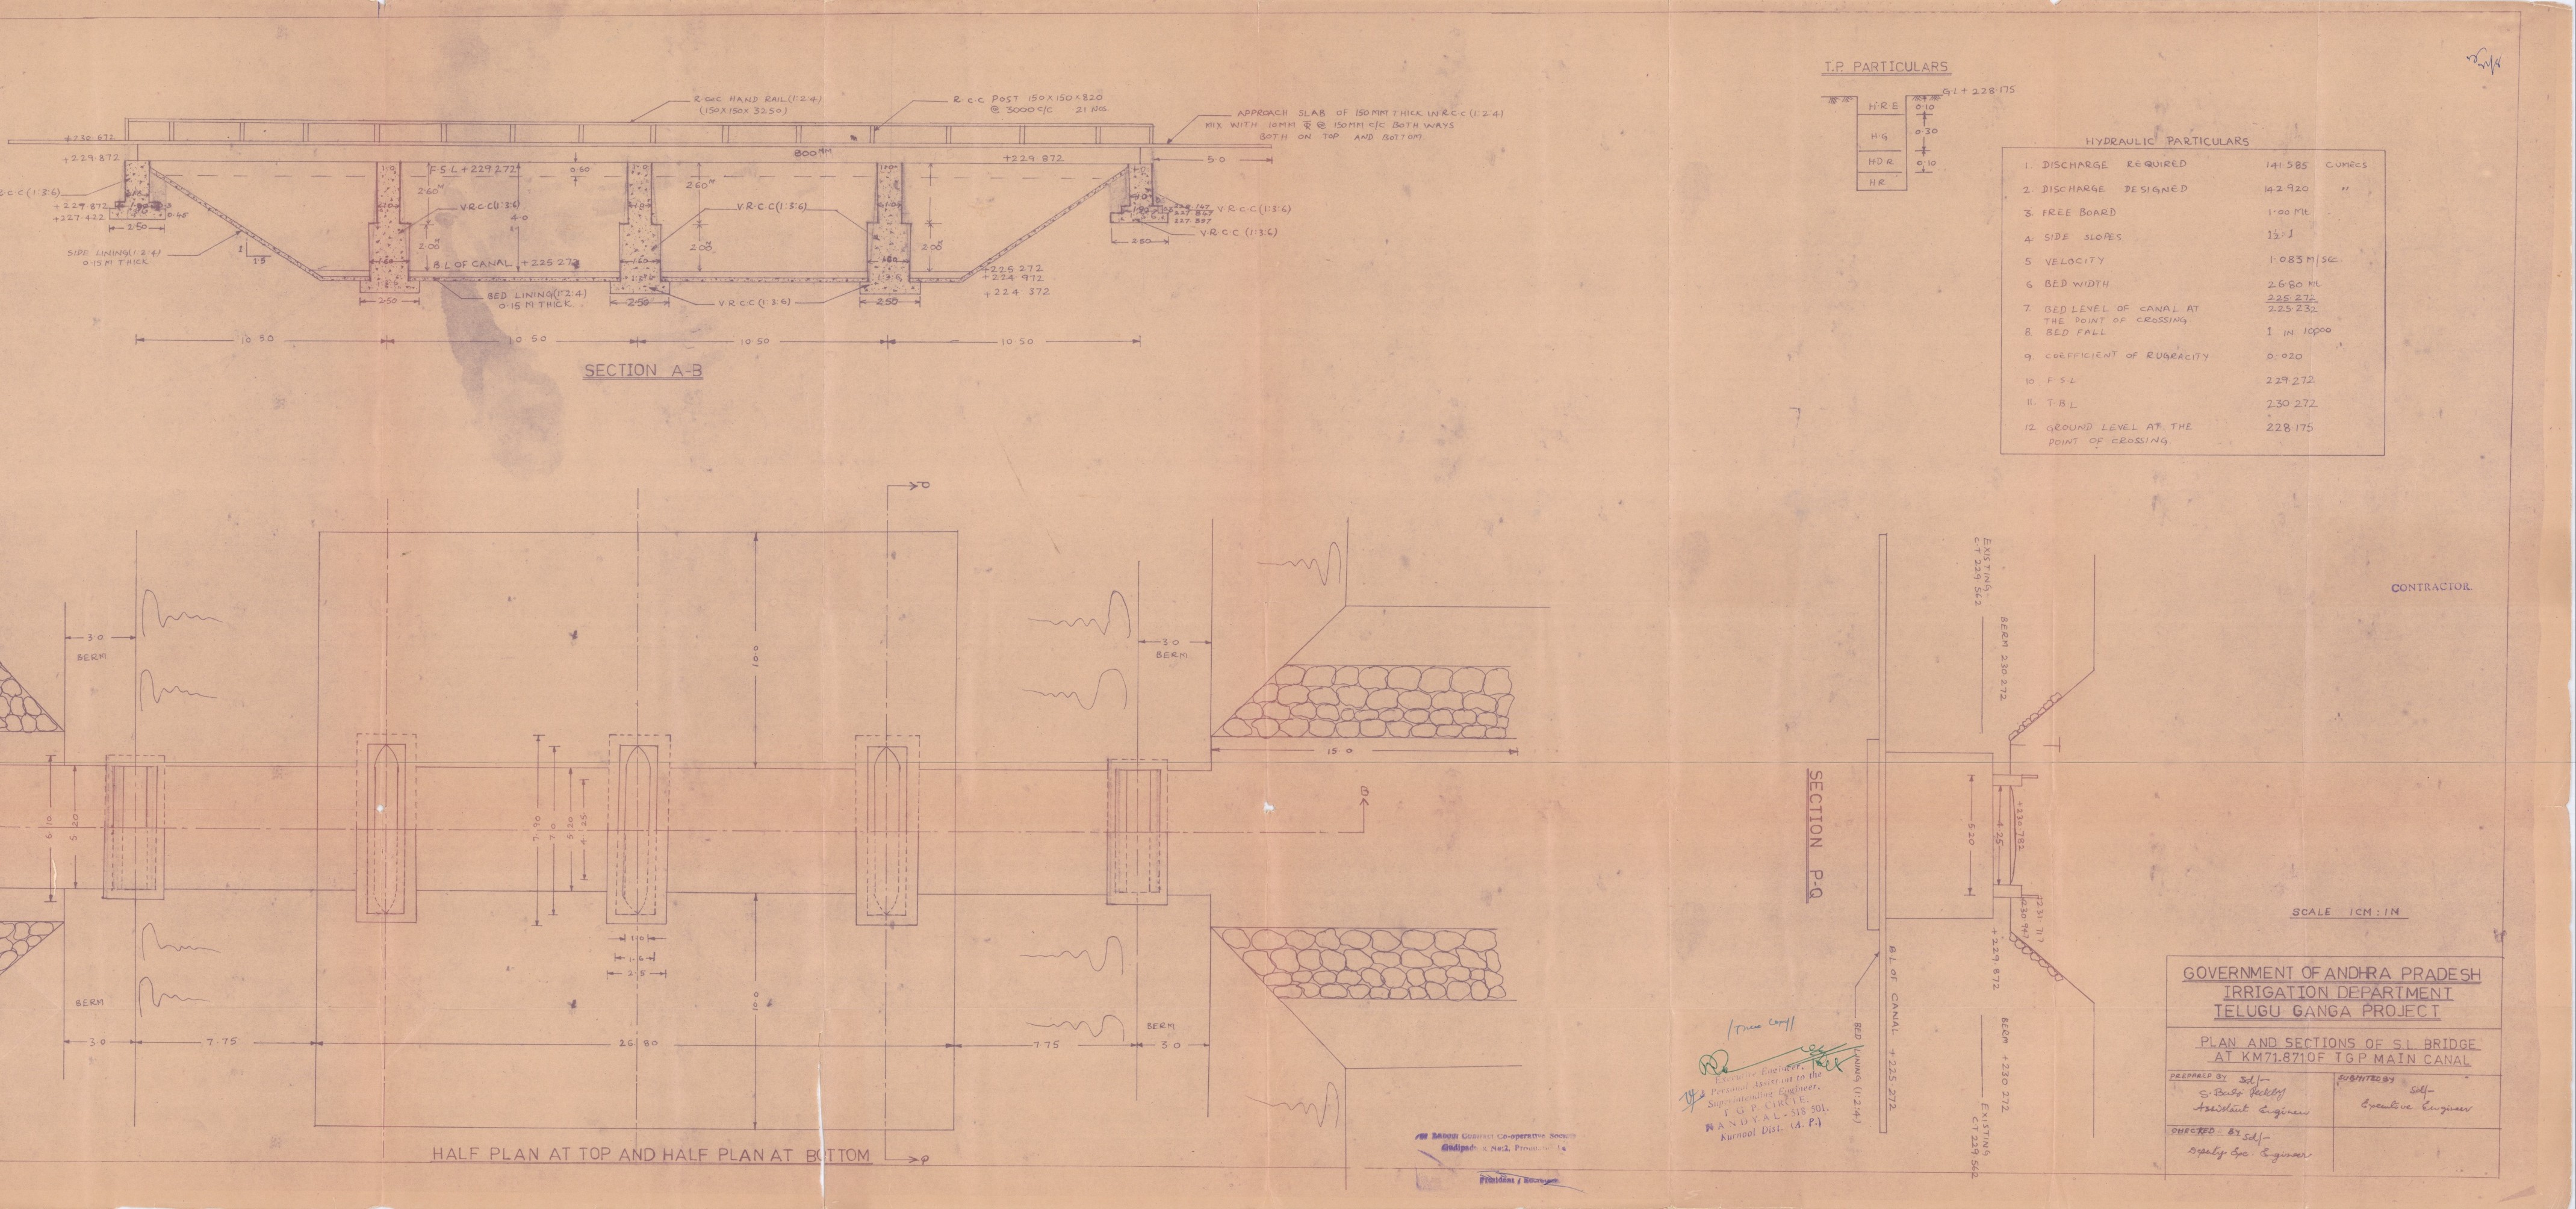 R.C.C HAND RAIL (1:2:4)
(150X150X 3250)
R.C.C POST 150X150X820
@ 3000 C/C 21 Nos.
APPROACH SLAB OF 150MM THICK IN R.C.C (1:2:4)
MIX WITH 10MM @ 150MM C/C BOTH WAYS
BOTH ON TOP AND BOTTOM
+230.672
+229.872
800MM
+229.872
5.0
F.S.L +229.272
0.60
2.60M
2.60M
C.C (1:3:6)
V.R.C.C (1:3:6)
V.R.C.C (1:3:6)
V.R.C.C (1:3:6)
+227.422
0.45
2.50
4.0
2.00
2.00
2.00
V.R.C.C (1:3:6)
2.50
SIDE LINING (1:2:4)
0.15 M THICK
1
1.5
B.L OF CANAL +225.272
+225.272
+224.972
+224.372
2.50
BED LINING (1:2:4)
0.15 M THICK
2.50
V.R.C.C (1:3:6)
2.50
10.50
10.50
10.50
10.50
SECTION A-B
T.P. PARTICULARS
G.L + 228.175
H.R.E 0.10
H.G 0.30
H.D.R 0.10
H.R
HYDRAULIC PARTICULARS
1. DISCHARGE REQUIRED 141.585 CUMECS
2. DISCHARGE DESIGNED 142.920 "
3. FREE BOARD 1.00 Mt
4. SIDE SLOPES 1½:1
5 VELOCITY 1.083 M/Sec.
6 BED WIDTH 26.80 Mt
225.272
7. BED LEVEL OF CANAL AT 225.232
THE POINT OF CROSSING
8. BED FALL 1 IN 10000
9. COEFFICIENT OF RUGRACITY 0.020
10 F.S.L 229.272
11. T.B.L 230.272
12. GROUND LEVEL AT THE 228.175
POINT OF CROSSING
3.0
BERM
10.0
3.0
BERM
15.0
6.10
5.20
7.90
7.0
5.20
4.25
1.0
1.6
2.5
B
BERM
10.0
BERM
3.0
7.75
26.80
7.75
3.0
HALF PLAN AT TOP AND HALF PLAN AT BOTTOM
P
EXISTING
C.T 229.562
BERM 230.272
SECTION P-Q
5.20
4.25
+230.782
+231.717
230.947
+229.872
B.L OF CANAL +225.272
BED LINING (1:2:4)
BERM +230.272
EXISTING
C.T 229.562
CONTRACTOR.
SCALE 1CM : 1M
GOVERNMENT OF ANDHRA PRADESH
IRRIGATION DEPARTMENT
TELUGU GANGA PROJECT
PLAN AND SECTIONS OF S.L. BRIDGE
AT KM 71.871 OF T G P MAIN CANAL
PREPARED BY Sd/-
Assistant Engineer
SUBMITTED BY
Sd/-
Executive Engineer
CHECKED BY Sd/-
Deputy Exe. Engineer
/True Copy/
Executive Engineer,
& Personal Assistant to the
Superintending Engineer,
T. G. P. CIRCLE,
NANDYAL-518 501.
Kurnool Dist. (A. P.)
Contract Co-operative
President